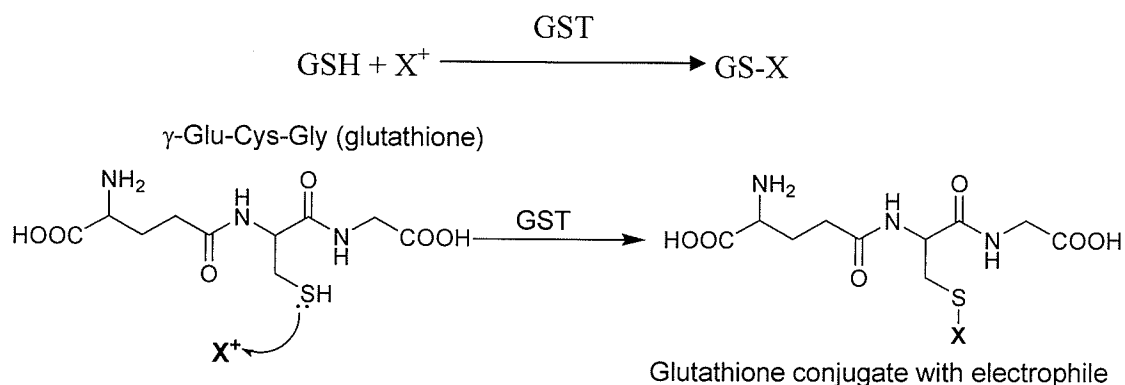 GST
GSH + X⁺ GS-X
γ-Glu-Cys-Gly (glutathione)
NH₂ H O NH₂ H O
HOOC N N COOH GST HOOC N N COOH
O H O H
SH S
X⁺ X
Glutathione conjugate with electrophile